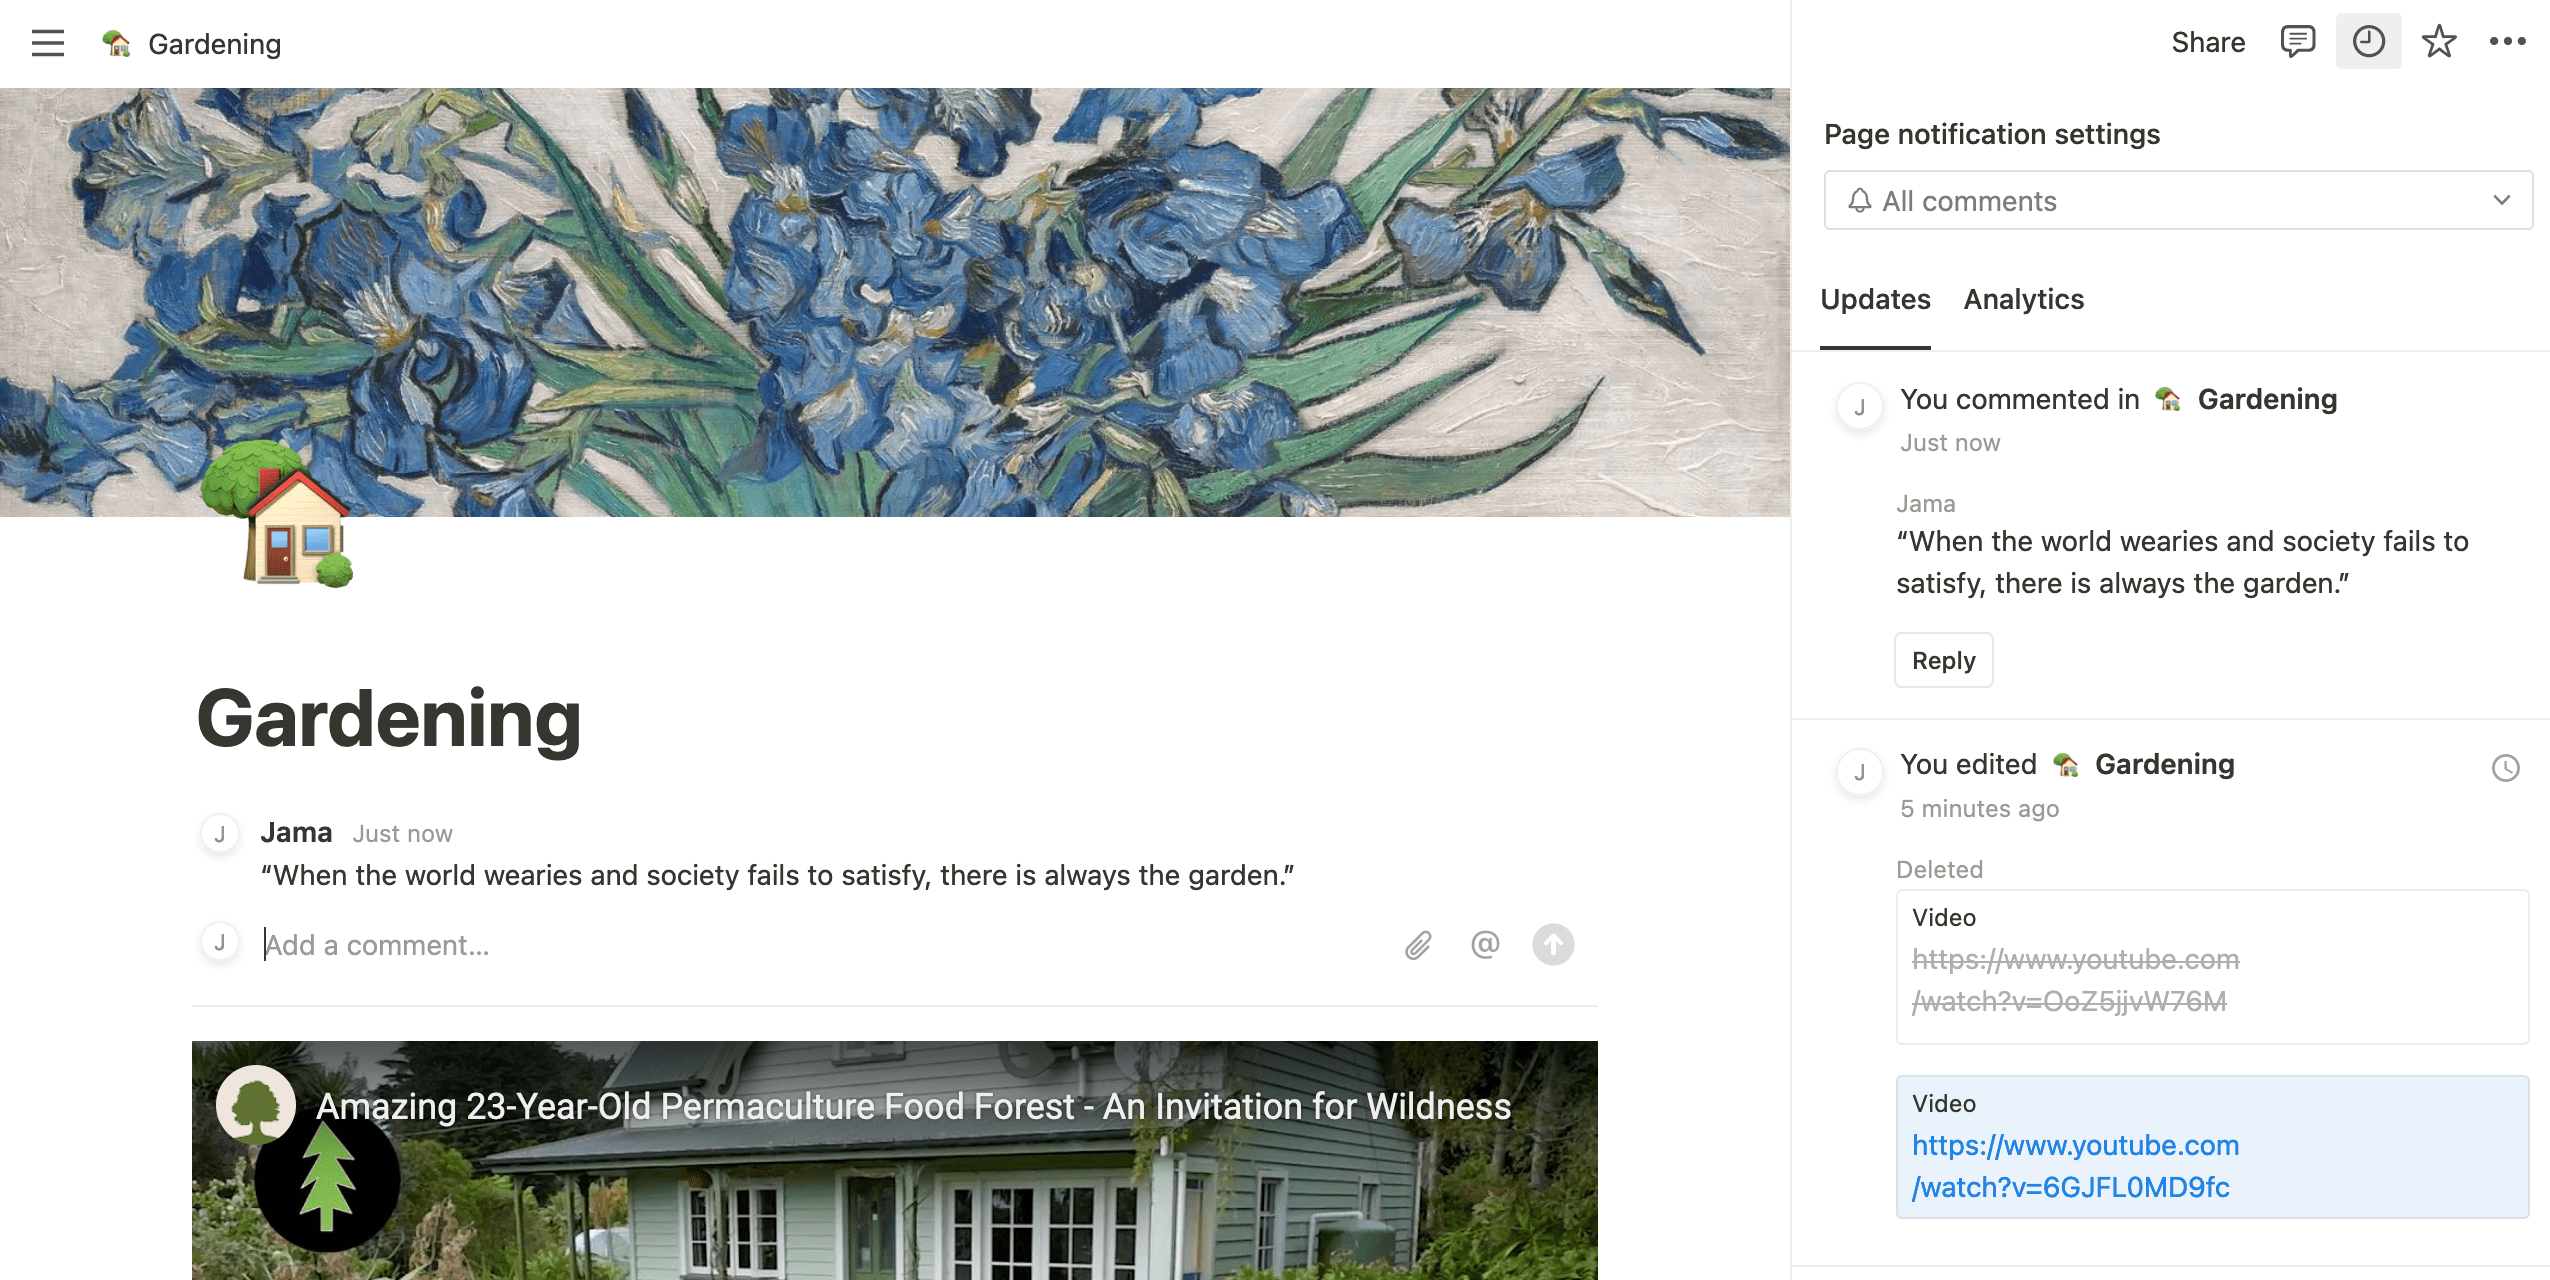 Gardening
Share
Page notification settings
All comments
Updates Analytics
J
You commented in Gardening
Just now
Jama
“When the world wearies and society fails to
satisfy, there is always the garden.”
Reply
J
You edited Gardening
5 minutes ago
Deleted
Video
https://www.youtube.com
/watch?v=OoZ5jjvW76M
Video
https://www.youtube.com
/watch?v=6GJFL0MD9fc
Gardening
J
Jama Just now
“When the world wearies and society fails to satisfy, there is always the garden.”
J
Add a comment...
@
Amazing 23-Year-Old Permaculture Food Forest - An Invitation for Wildness